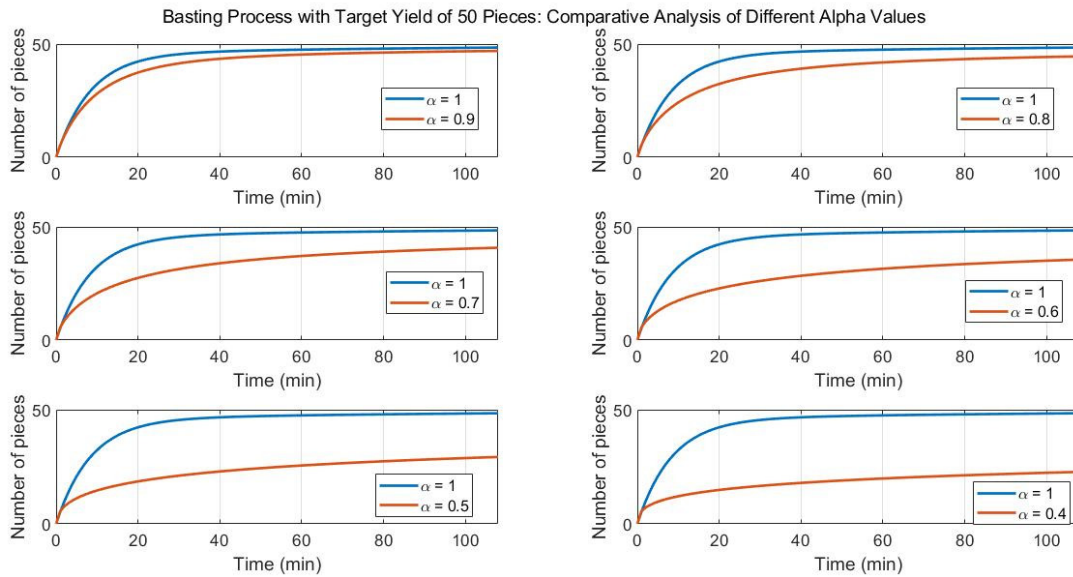 Basting Process with Target Yield of 50 Pieces: Comparative Analysis of Different Alpha Values
Number of pieces
50
0
α = 1
α = 0.9
0 20 40 60 80 100
Time (min)
Number of pieces
50
0
α = 1
α = 0.8
0 20 40 60 80 100
Time (min)
Number of pieces
50
0
α = 1
α = 0.7
0 20 40 60 80 100
Time (min)
Number of pieces
50
0
α = 1
α = 0.6
0 20 40 60 80 100
Time (min)
Number of pieces
50
0
α = 1
α = 0.5
0 20 40 60 80 100
Time (min)
Number of pieces
50
0
α = 1
α = 0.4
0 20 40 60 80 100
Time (min)